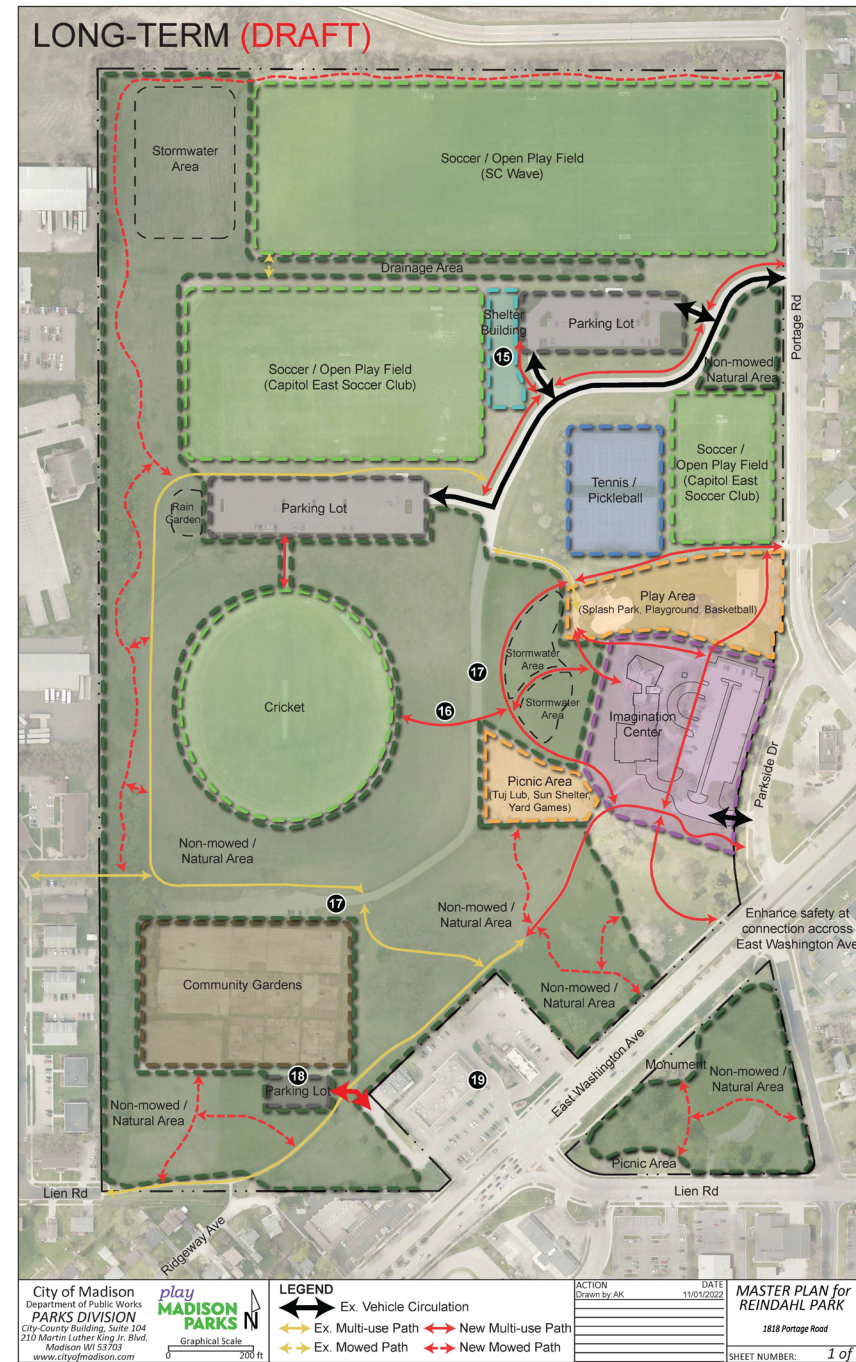 LONG-TERM (DRAFT)
Stormwater
Area
Soccer / Open Play Field
(SC Wave)
Drainage Area
Shelter
Building
15
Parking Lot
Portage Rd
Non-mowed /
Natural Area
Soccer / Open Play Field
(Capitol East Soccer Club)
Soccer /
Open Play Field
(Capitol East
Soccer Club)
Tennis /
Pickleball
Rain
Garden
Parking Lot
Play Area
(Splash Park, Playground, Basketball)
Stormwater
Area
17
Stormwater
Area
16
Cricket
Imagination
Center
Parkside Dr
Picnic Area
(Tuj Lub, Sun Shelter,
Yard Games)
Non-mowed /
Natural Area
17
Non-mowed /
Natural Area
Enhance safety at
connection accross
East Washington Ave
Community Gardens
Non-mowed /
Natural Area
East Washington Ave
18
Parking Lot
19
Monument
Non-mowed /
Natural Area
Non-mowed /
Natural Area
Picnic Area
Lien Rd
Lien Rd
Ridgeway Ave
City of Madison
Department of Public Works
PARKS DIVISION
City-County Building, Suite 104
210 Martin Luther King Jr. Blvd.
Madison WI 53703
www.cityofmadison.com
play
MADISON
PARKS
N
Graphical Scale
0 200 ft
LEGEND
Ex. Vehicle Circulation
Ex. Multi-use Path New Multi-use Path
Ex. Mowed Path New Mowed Path
ACTION DATE
Drawn by:AK 11/01/2022
MASTER PLAN for
REINDAHL PARK
1818 Portage Road
SHEET NUMBER: 1 of